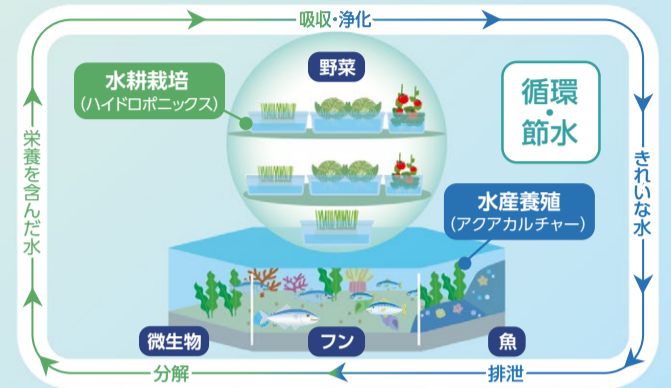 吸収・浄化
野菜
水耕栽培
(ハイドロポニックス)
循環
・
節水
栄養を含んだ水
きれいな水
水産養殖
(アクアカルチャー)
微生物
フン
魚
分解
排泄